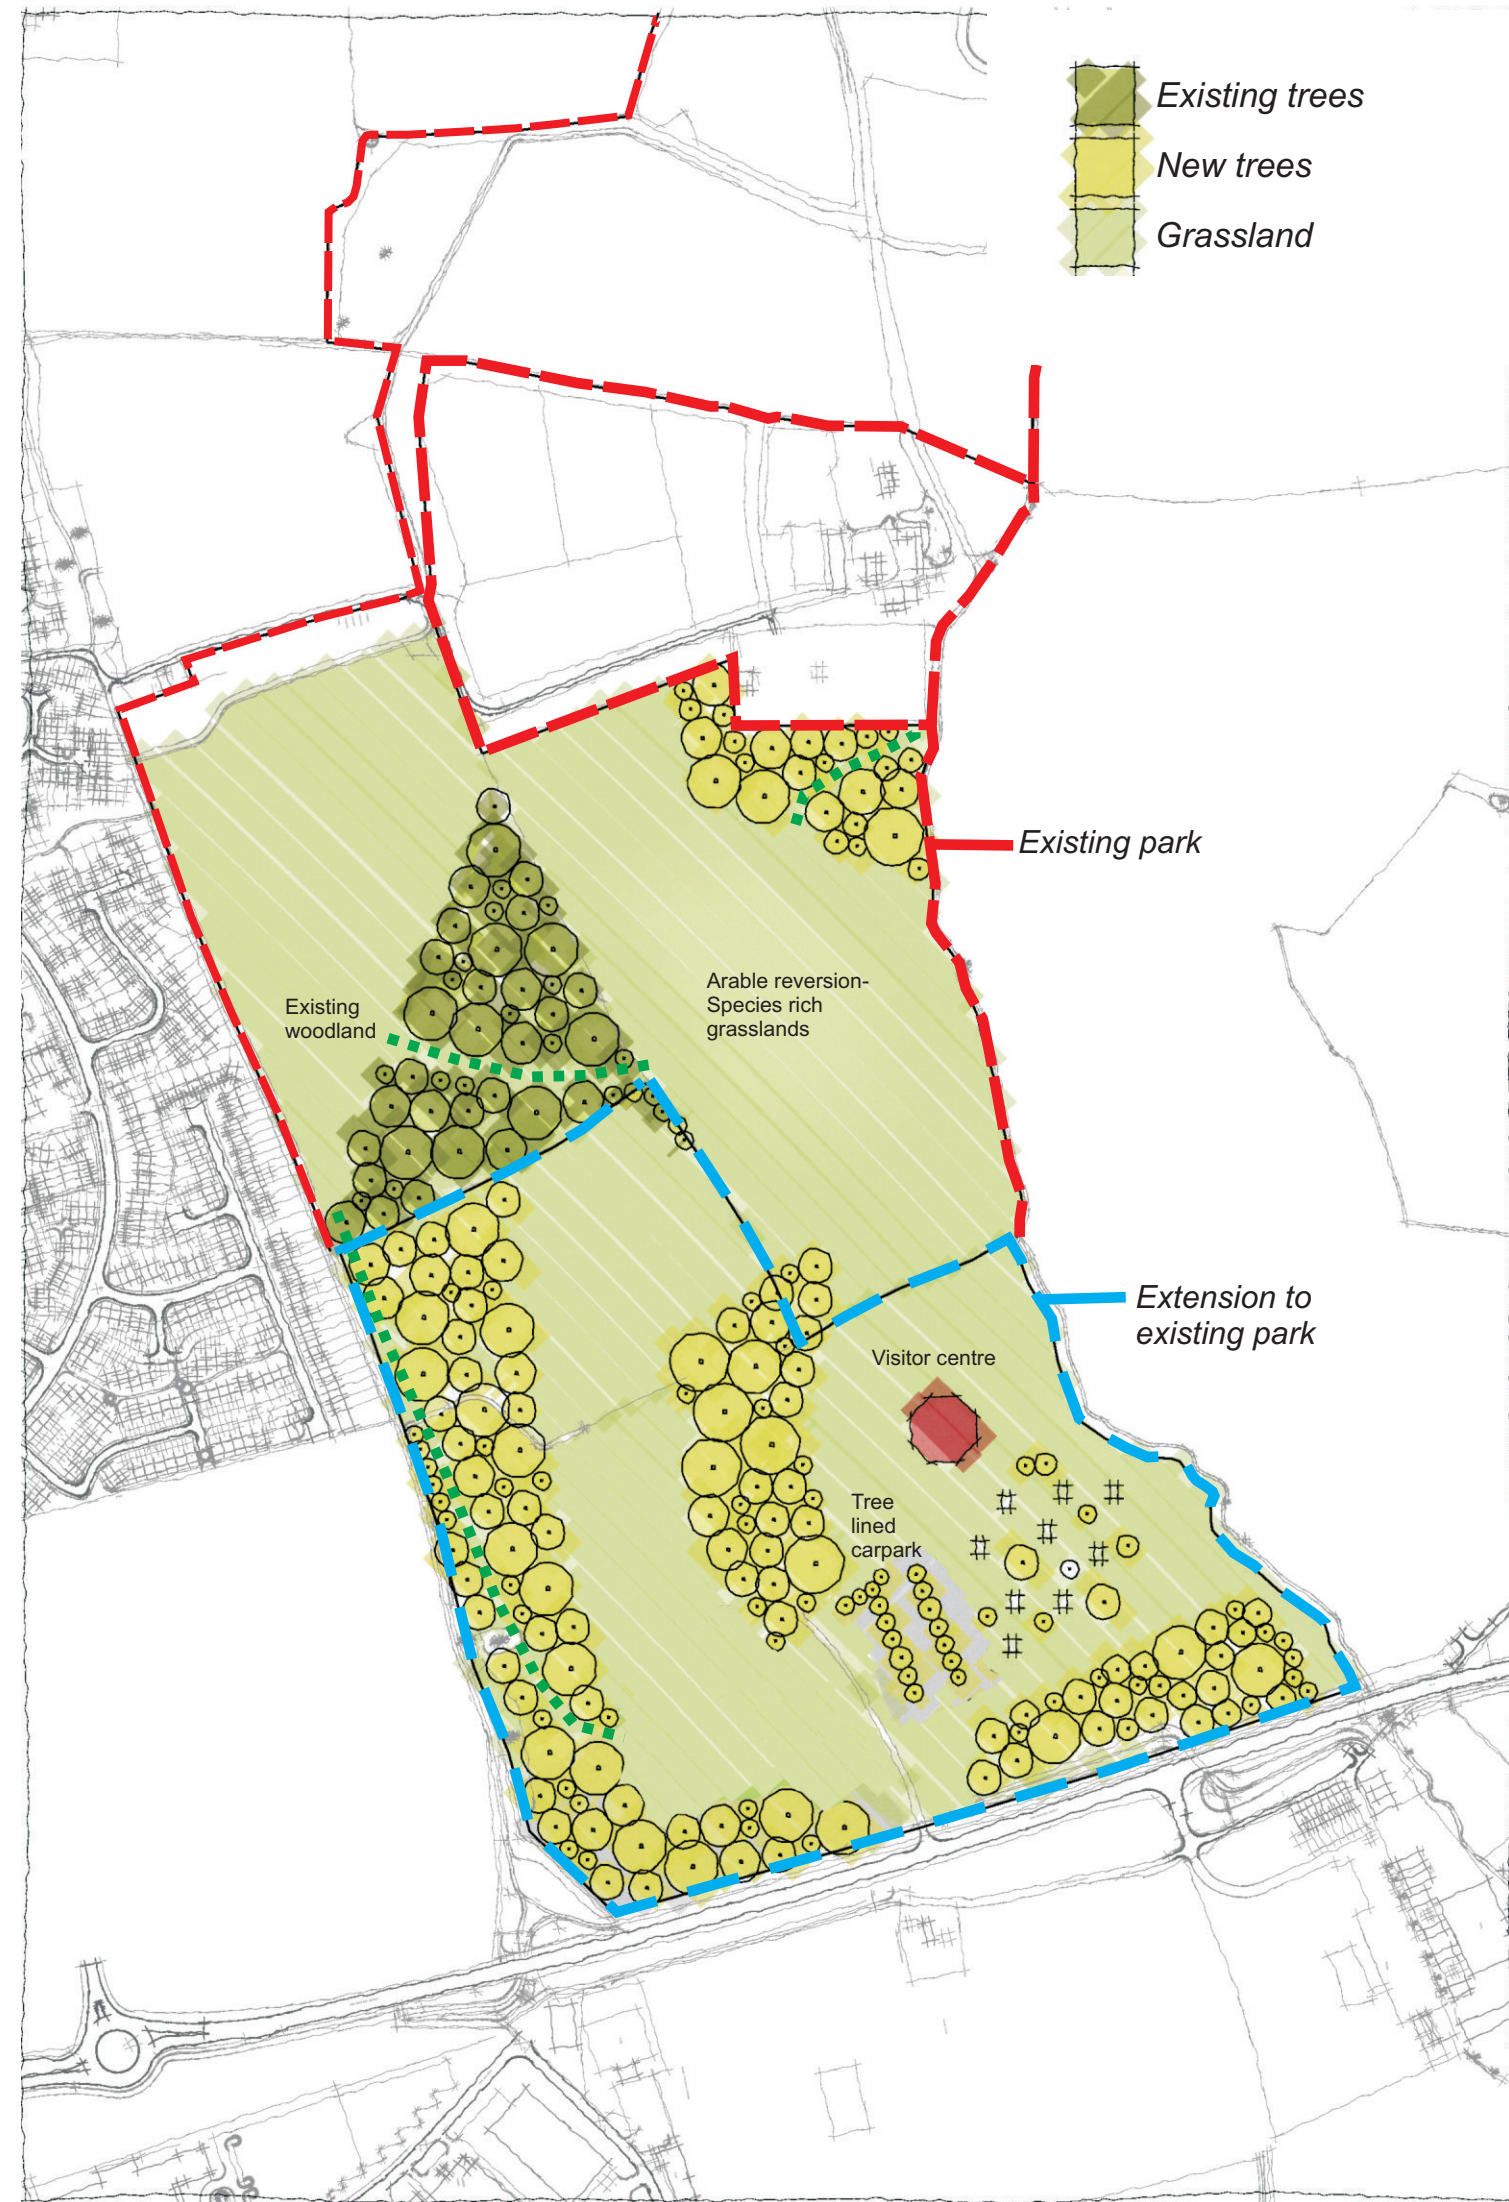 Existing trees
New trees
Grassland
Existing park
Existing
woodland
Arable reversion-
Species rich
grasslands
Extension to
existing park
Visitor centre
Tree
lined
carpark